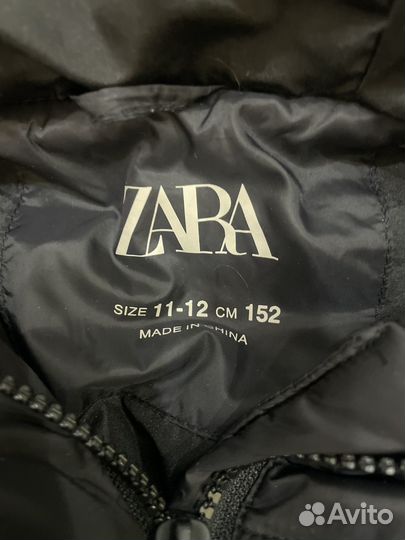 ZARA
SIZE 11-12 CM 152
MADE IN CHINA
Avito